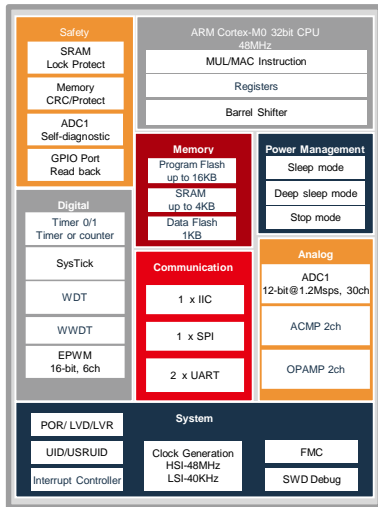 Safety
SRAM
Lock Protect
Memory
CRC/Protect
ADC1
Self-diagnostic
GPIO Port
Read back
ARM Cortex-M0 32bit CPU
48MHz
MUL/MAC Instruction
Registers
Barrel Shifter
Memory
Program Flash
up to 16KB
SRAM
up to 4KB
Data Flash
1KB
Power Management
Sleep mode
Deep sleep mode
Stop mode
Digital
Timer 0/1
Timer or counter
SysTick
WDT
WWDT
EPWM
16-bit, 6ch
Communication
1 x IIC
1 x SPI
2 x UART
Analog
ADC1
12-bit@1.2Msps, 30ch
ACMP 2ch
OPAMP 2ch
System
POR/ LVD/LVR
UID/USRUID
Interrupt Controller
Clock Generation
HSI-48MHz
LSI-40KHz
FMC
SWD Debug